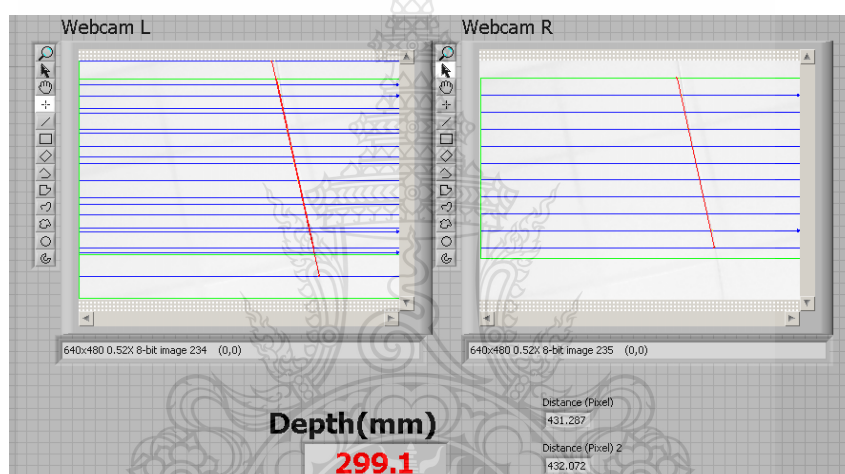 Webcam L
Webcam R
640x480 0.52X 8-bit image 234 (0,0)
640x480 0.52X 8-bit image 235 (0,0)
Distance (Pixel)
431.287
Depth(mm)
299.1
Distance (Pixel) 2
432.072